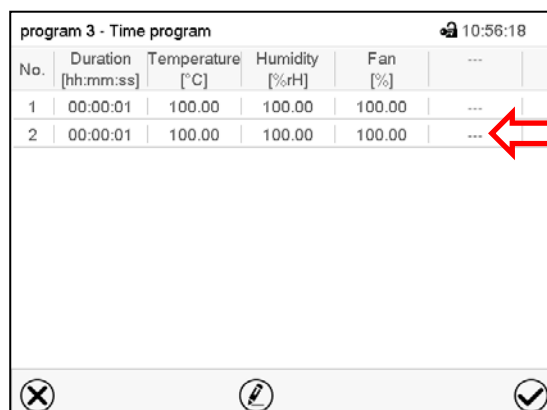 program 3 - Time program 10:56:18
No. Duration [hh:mm:ss] Temperature [°C] Humidity [%rH] Fan [%] ---
1 00:00:01 100.00 100.00 100.00 ---
2 00:00:01 100.00 100.00 100.00 ---